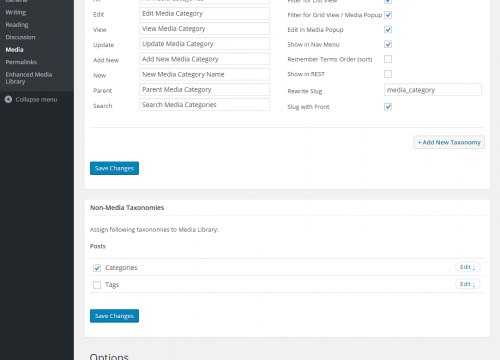 General
Writing
Reading
Discussion
Media
Permalinks
Enhanced Media
Library
Collapse menu
All
Edit Edit Media Category
View View Media Category
Update Update Media Category
Add New Add New Media Category
New New Media Category Name
Parent Parent Media Category
Search Search Media Categories
Filter for List View
Filter for Grid View / Media Popup
Edit in Media Popup
Show in Nav Menu
Remember Terms Order (sort)
Show in REST
Rewrite Slug media_category
Slug with Front
+ Add New Taxonomy
Save Changes
Non-Media Taxonomies
Assign following taxonomies to Media Library:
Posts
Categories Edit ↓
Tags Edit ↓
Save Changes
Options